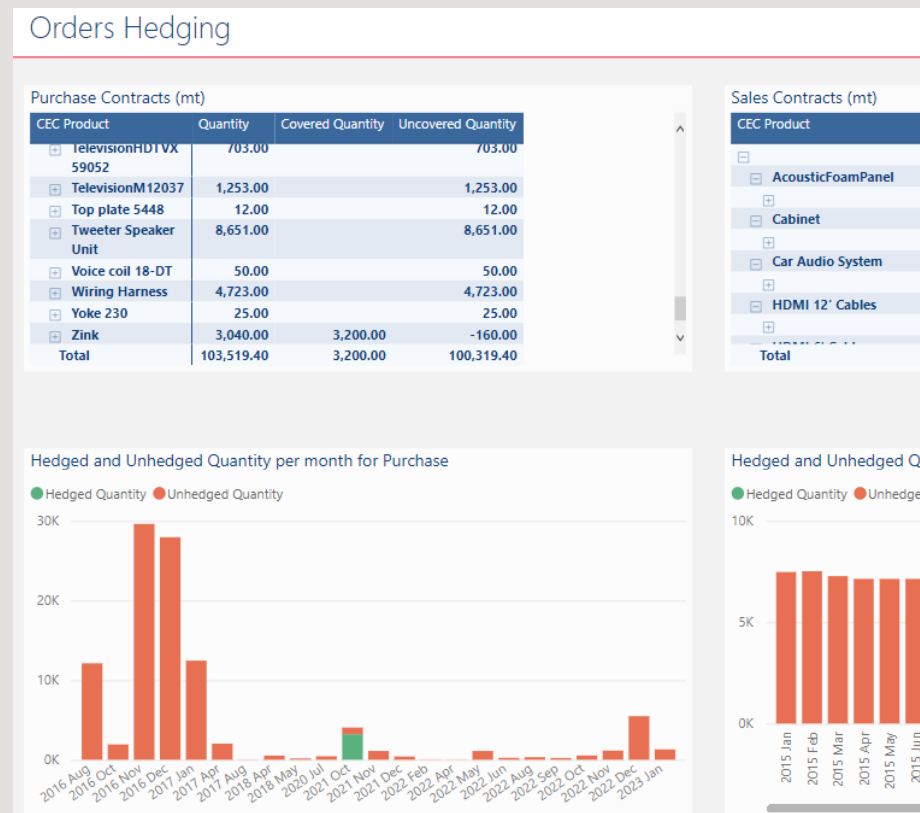 Orders Hedging
Purchase Contracts (mt)
CEC Product Quantity Covered Quantity Uncovered Quantity
TelevisionHDTVX 703.00 703.00
59052
TelevisionM12037 1,253.00 1,253.00
Top plate 5448 12.00 12.00
Tweeter Speaker 8,651.00 8,651.00
Unit
Voice coil 18-DT 50.00 50.00
Wiring Harness 4,723.00 4,723.00
Yoke 230 25.00 25.00
Zink 3,040.00 3,200.00 -160.00
Total 103,519.40 3,200.00 100,319.40
Sales Contracts (mt)
CEC Product
AcousticFoamPanel
Cabinet
Car Audio System
HDMI 12' Cables
Total
Hedged and Unhedged Quantity per month for Purchase
Hedged Quantity Unhedged Quantity
30K
20K
10K
0K
2016 Aug
2016 Oct
2016 Nov
2016 Dec
2017 Jan
2017 Apr
2017 Aug
2018 Apr
2018 May
2020 Jul
2021 Oct
2021 Nov
2021 Dec
2022 Feb
2022 Apr
2022 May
2022 Jun
2022 Aug
2022 Sep
2022 Oct
2022 Nov
2022 Dec
2023 Jan
Hedged and Unhedged Q
Hedged Quantity Unhedge
10K
5K
0K
2015 Jan
2015 Feb
2015 Mar
2015 Apr
2015 May
2015 Jun